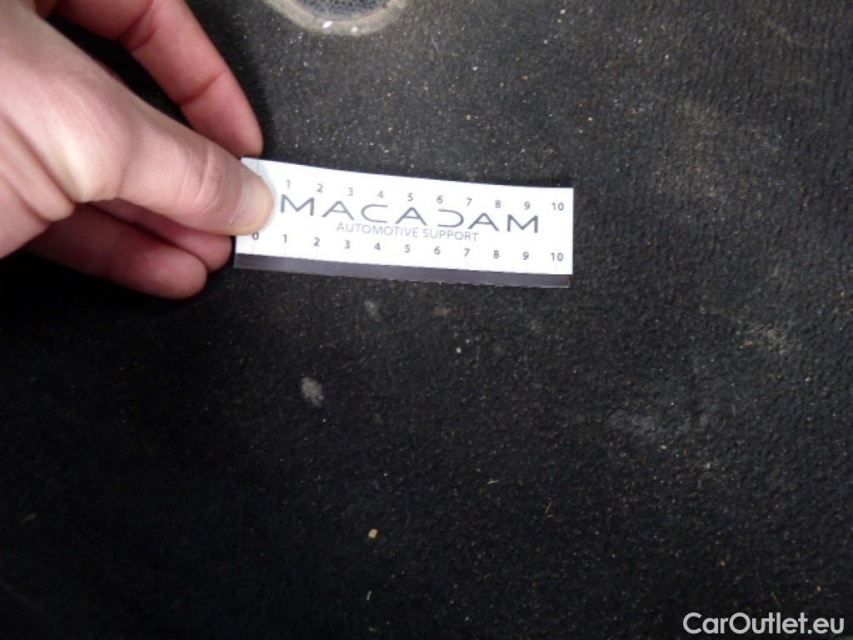 1 2 3 4 5 6 7 8 9 10
MACADAM
AUTOMOTIVE SUPPORT
0 1 2 3 4 5 6 7 8 9 10
CarOutlet.eu